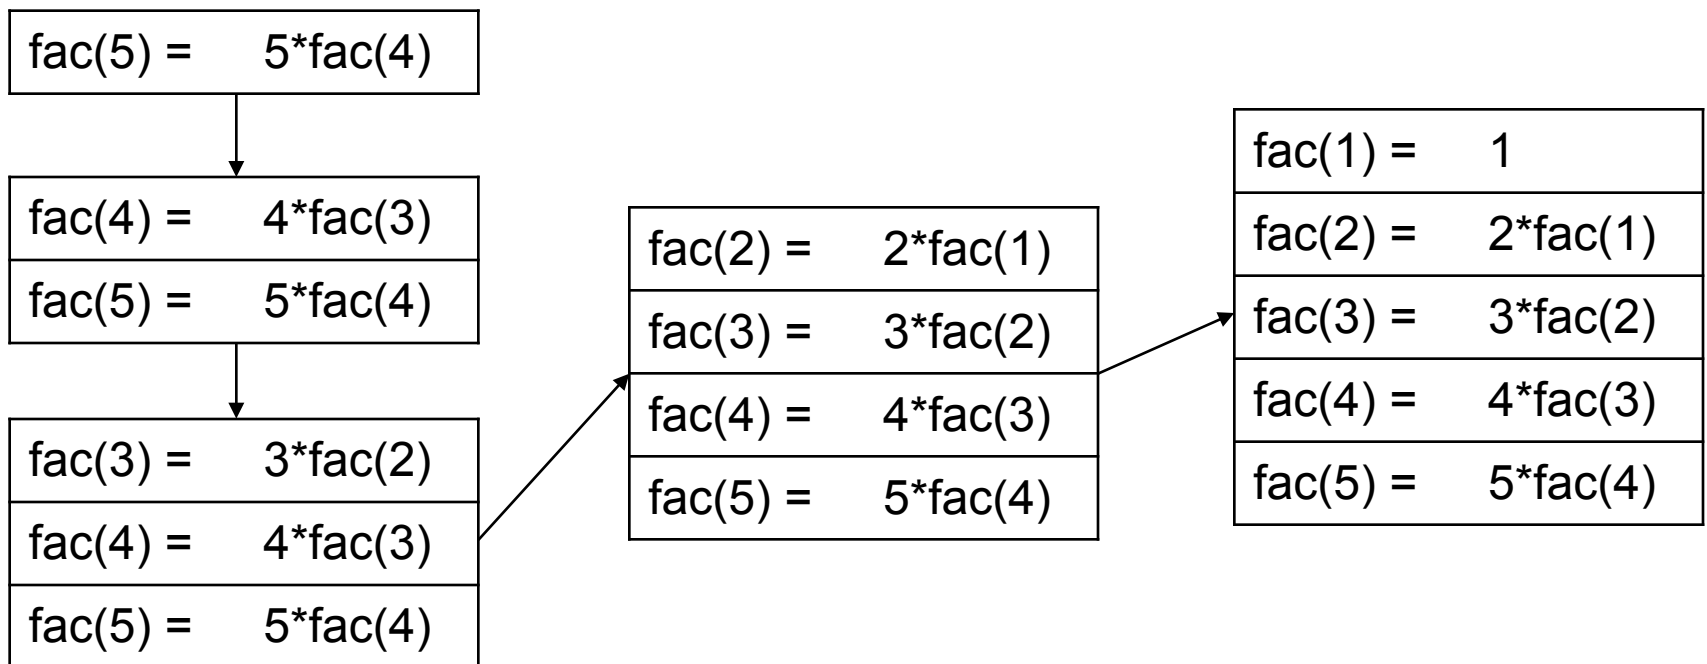 fac(5) = 5*fac(4)
fac(4) = 4*fac(3)
fac(5) = 5*fac(4)
fac(3) = 3*fac(2)
fac(4) = 4*fac(3)
fac(5) = 5*fac(4)
fac(2) = 2*fac(1)
fac(3) = 3*fac(2)
fac(4) = 4*fac(3)
fac(5) = 5*fac(4)
fac(1) = 1
fac(2) = 2*fac(1)
fac(3) = 3*fac(2)
fac(4) = 4*fac(3)
fac(5) = 5*fac(4)